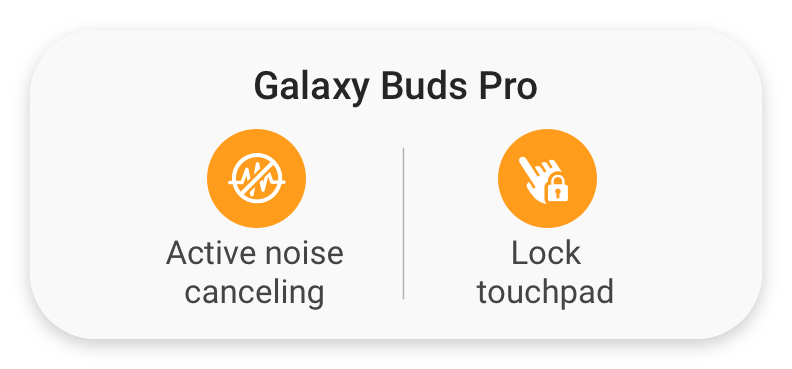 Galaxy Buds Pro
Active noise
canceling
Lock
touchpad